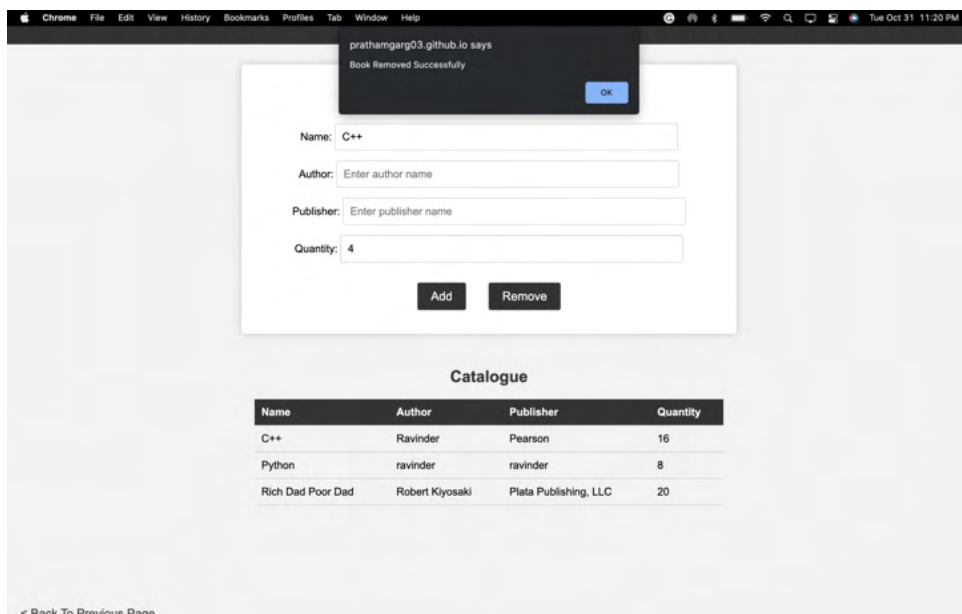 Chrome File Edit View History Bookmarks Profiles Tab Window Help Tue Oct 31 11:20 PM
prathamgarg03.github.io says
Book Removed Successfully
OK
Name: C++
Author: Enter author name
Publisher: Enter publisher name
Quantity: 4
Add Remove
Catalogue
Name Author Publisher Quantity
C++ Ravinder Pearson 16
Python ravinder ravinder 8
Rich Dad Poor Dad Robert Kiyosaki Plata Publishing, LLC 20
< Back To Previous Page